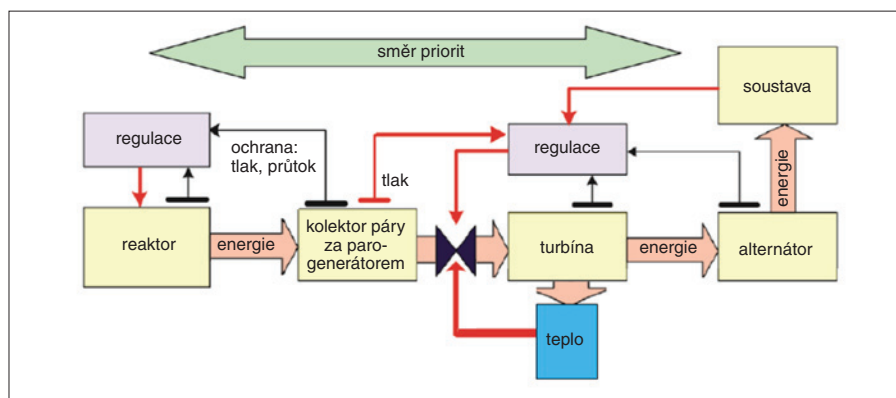 směr priorit
soustava
regulace
ochrana:
tlak, průtok
tlak
regulace
energie
reaktor
energie
kolektor páry
za paro-
generátorem
turbína
energie
alternátor
teplo